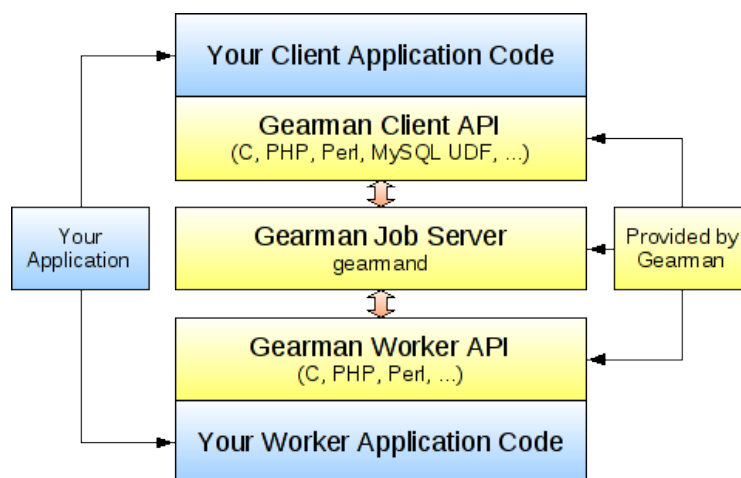 Your Client Application Code
Gearman Client API
(C, PHP, Perl, MySQL UDF, ...)
Your
Application
Gearman Job Server
gearmand
Provided by
Gearman
Gearman Worker API
(C, PHP, Perl, ...)
Your Worker Application Code